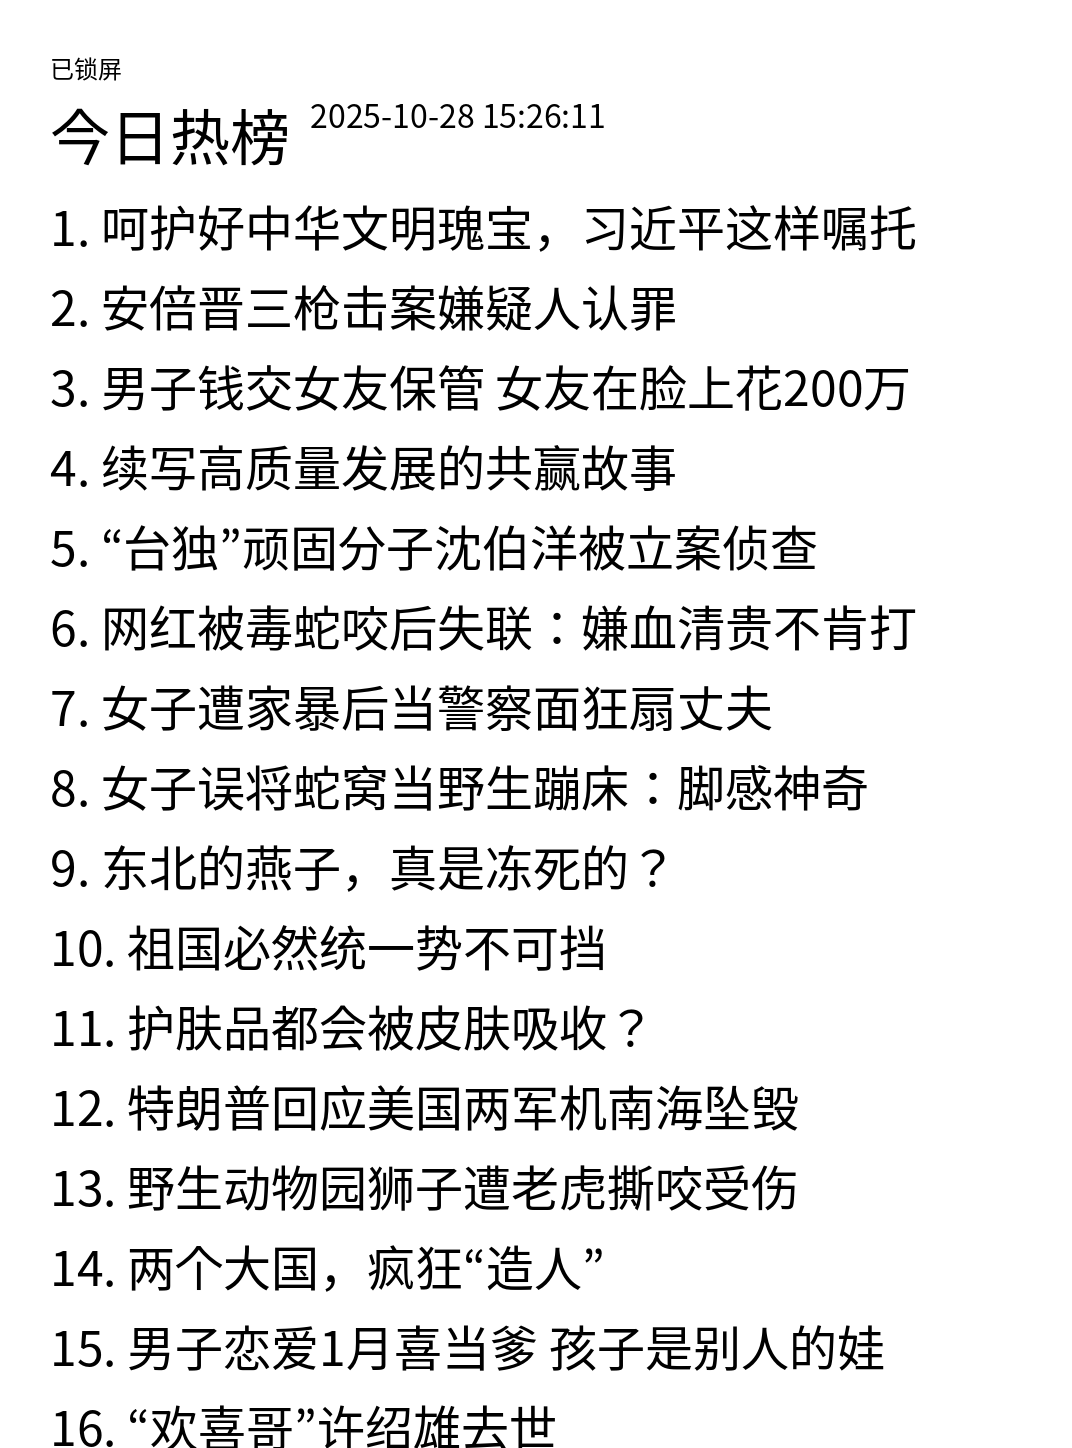 已锁屏
今日热榜 2025-10-28 15:26:11
1. 呵护好中华文明瑰宝，习近平这样嘱托
2. 安倍晋三枪击案嫌疑人认罪
3. 男子钱交女友保管 女友在脸上花200万
4. 续写高质量发展的共赢故事
5. “台独”顽固分子沈伯洋被立案侦查
6. 网红被毒蛇咬后失联：嫌血清贵不肯打
7. 女子遭家暴后当警察面狂扇丈夫
8. 女子误将蛇窝当野生蹦床：脚感神奇
9. 东北的燕子，真是冻死的？
10. 祖国必然统一势不可挡
11. 护肤品都会被皮肤吸收？
12. 特朗普回应美国两军机南海坠毁
13. 野生动物园狮子遭老虎撕咬受伤
14. 两个大国，疯狂“造人”
15. 男子恋爱1月喜当爹 孩子是别人的娃
16. “欢喜哥”许绍雄去世